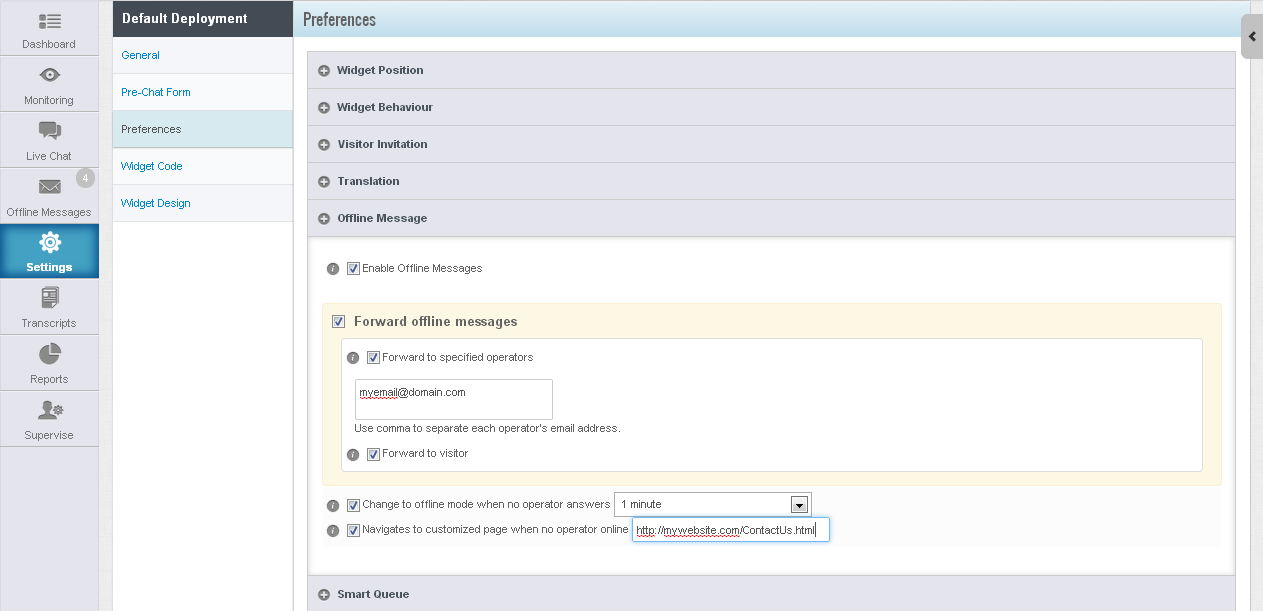 Dashboard
Monitoring
Live Chat
4
Offline Messages
Settings
Transcripts
Reports
Supervise
Default Deployment
General
Pre-Chat Form
Preferences
Widget Code
Widget Design
Preferences
Widget Position
Widget Behaviour
Visitor Invitation
Translation
Offline Message
Enable Offline Messages
Forward offline messages
Forward to specified operators
myemail@domain.com
Use comma to separate each operator's email address.
Forward to visitor
Change to offline mode when no operator answers 1 minute
Navigates to customized page when no operator online http://mywebsite.com/ContactUs.html
Smart Queue